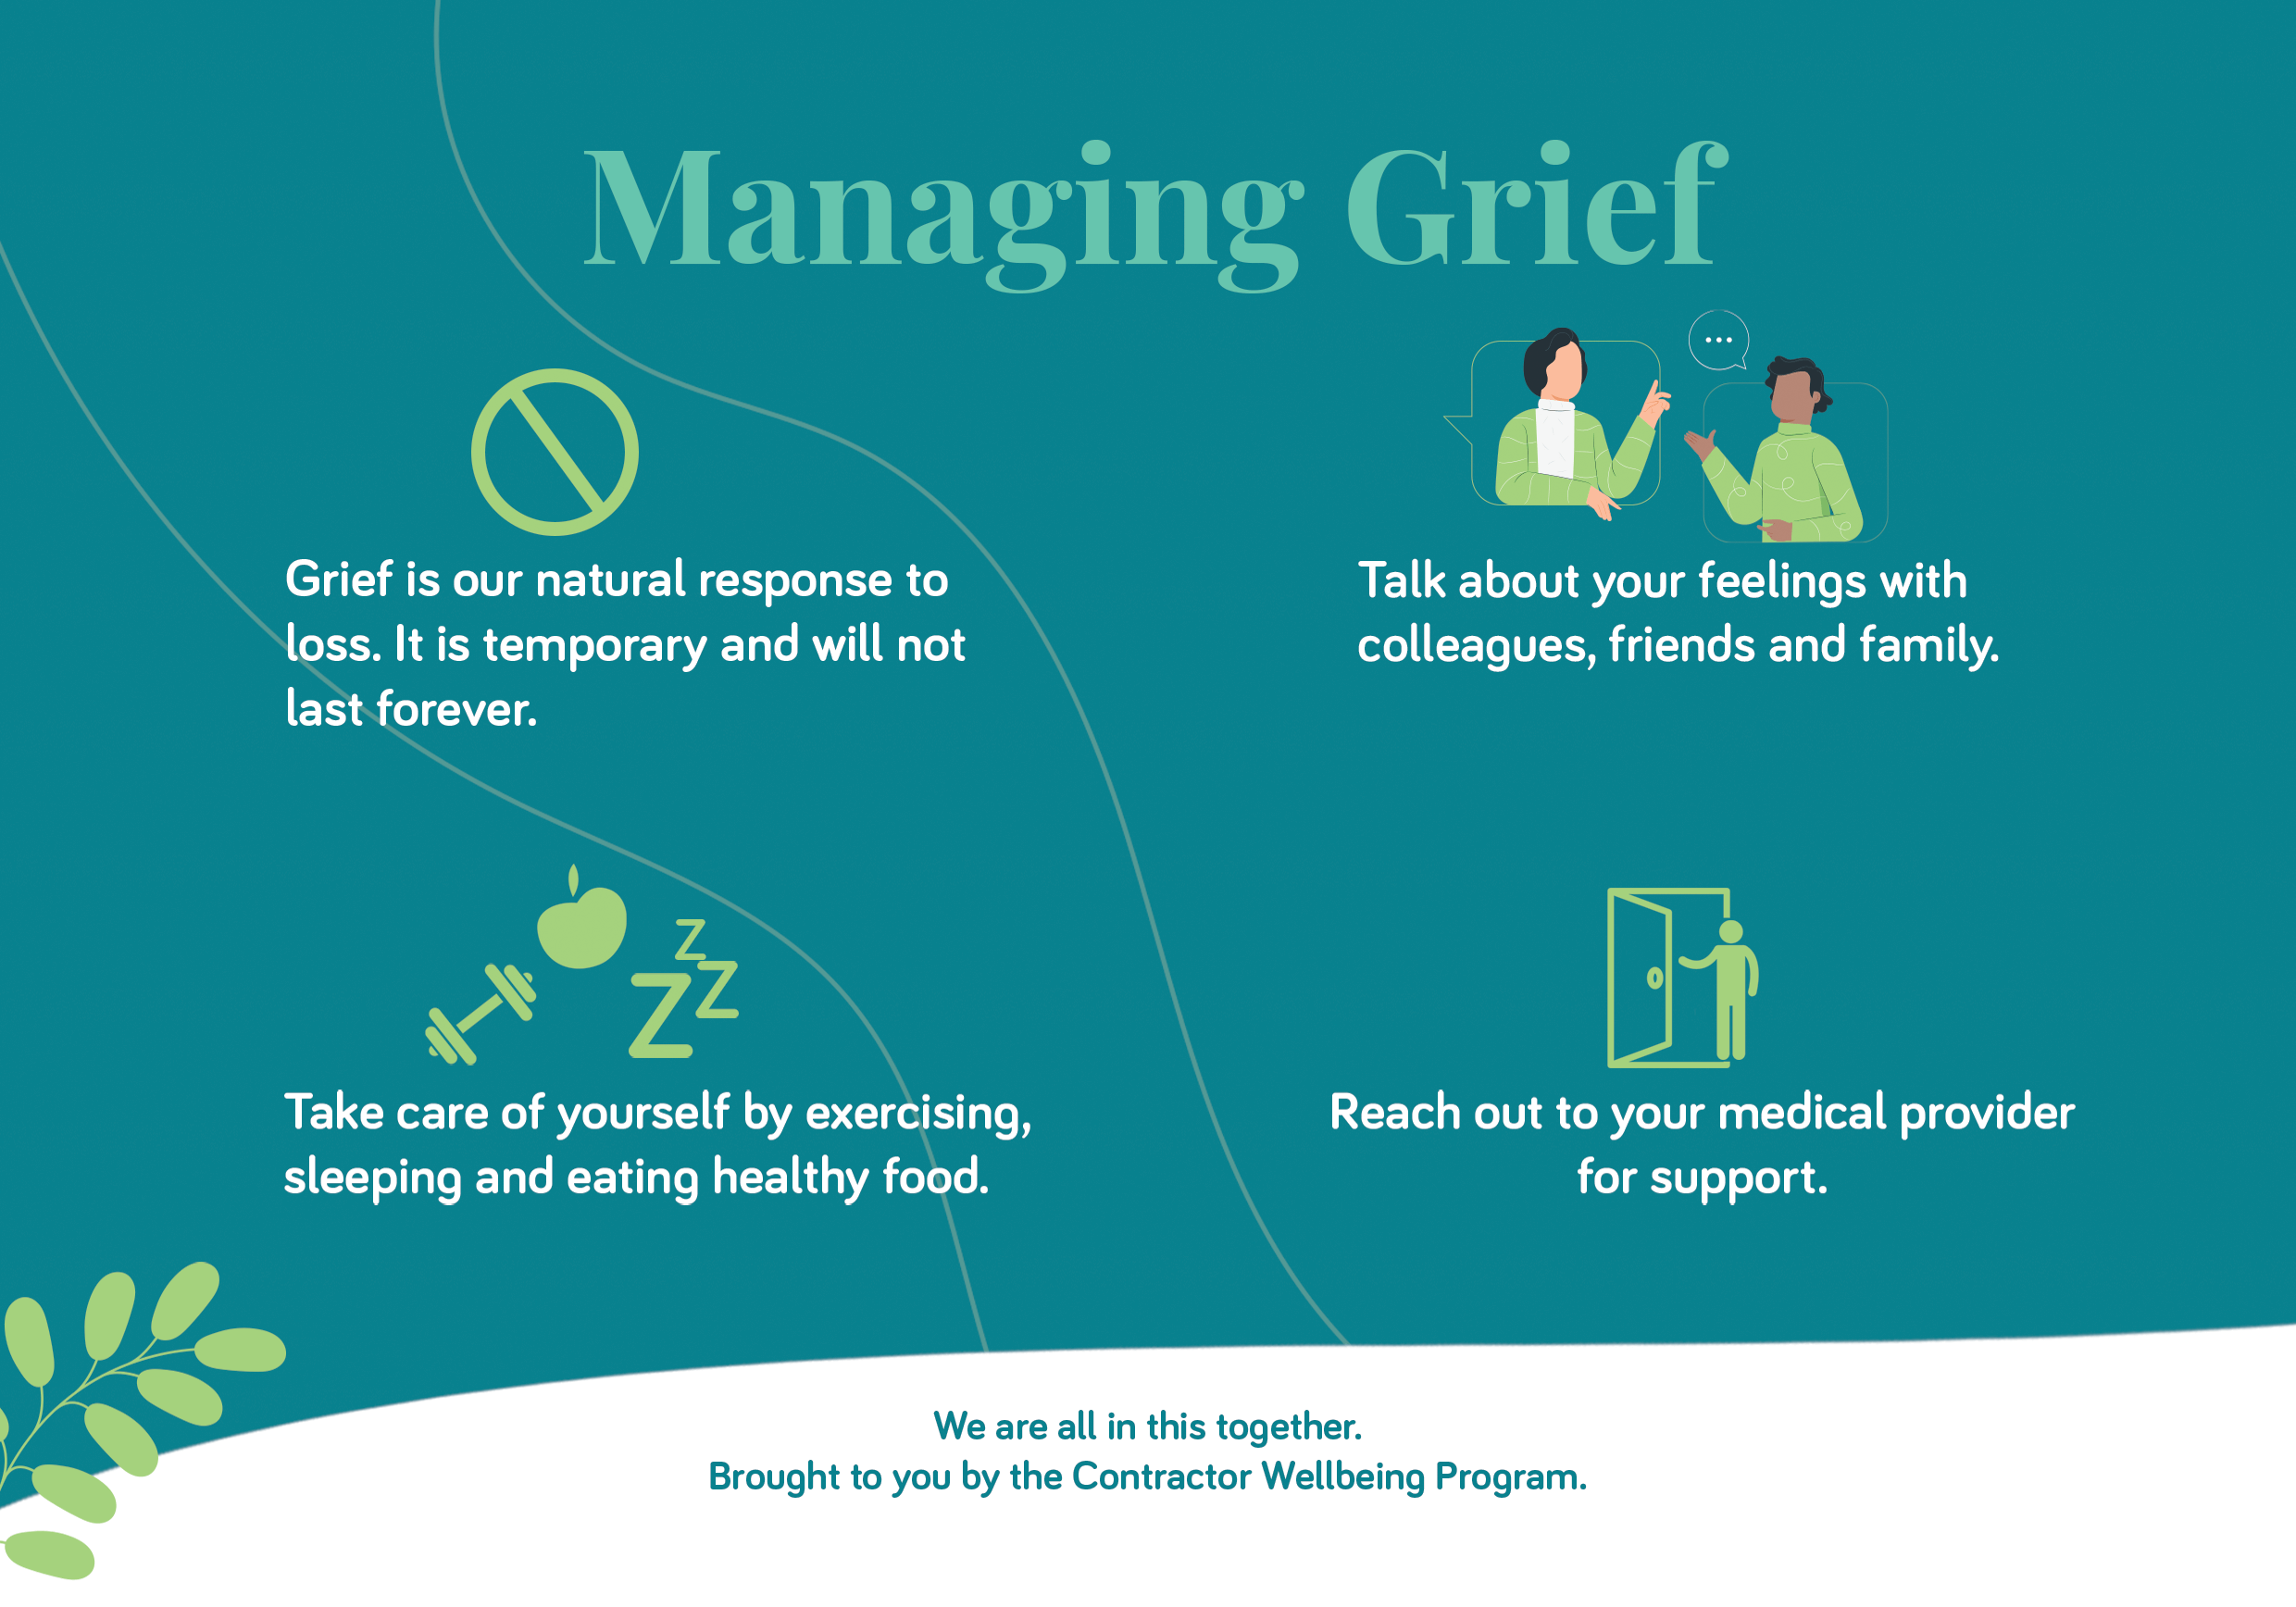 Managing Grief
Grief is our natural response to
loss. It is temporary and will not
last forever.
Talk about your feelings with
colleagues, friends and family.
Z
Z
Z
Take care of yourself by exercising,
sleeping and eating healthy food.
Reach out to your medical provider
for support.
We are all in this together.
Brought to you by the Contractor Wellbeing Program.